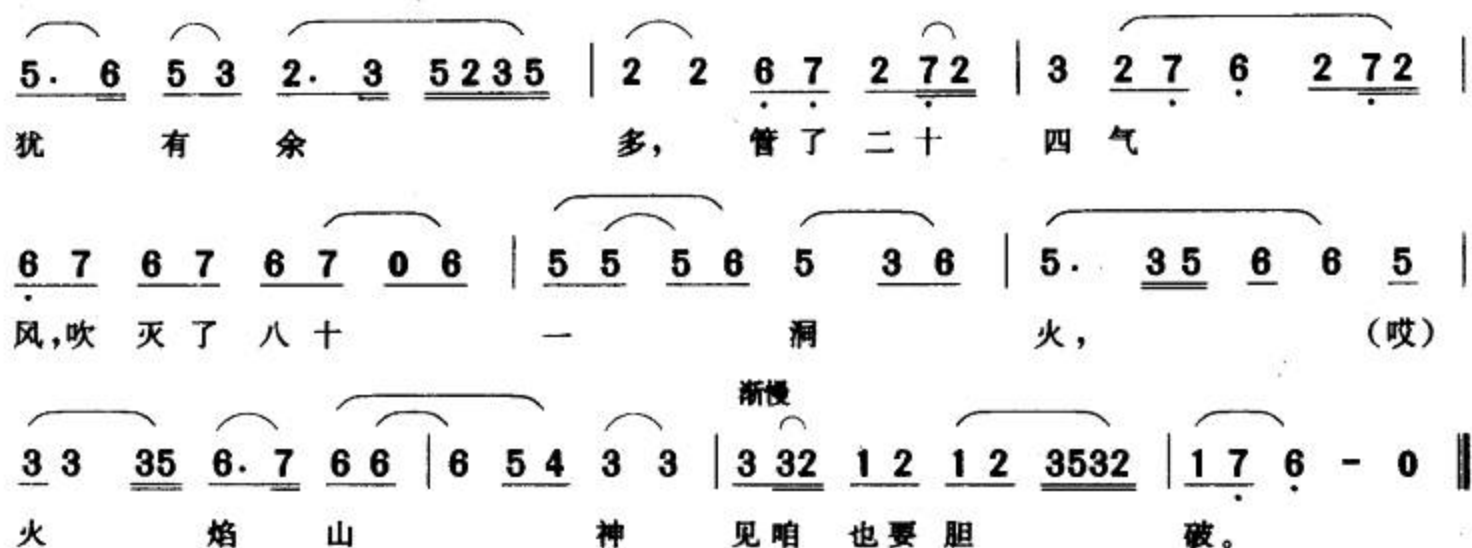 5. 6 5 3 2. 3 5235 | 2 2 6 7 2 72 | 3 2 7 6 2 72 |
犹 有 余 多， 管 了 二 十 四 气
6 7 6 7 6 7 0 6 | 5 5 5 6 5 3 6 | 5. 35 6 6 5 |
风，吹 灭 了 八 十 一 洞 火， （哎）
渐慢
3 3 35 6. 7 6 6 | 6 5 4 3 3 | 3 32 1 2 1 2 3532 | 1 7 6 - 0
火 焰 山 神 见 咱 也 要 胆 破。